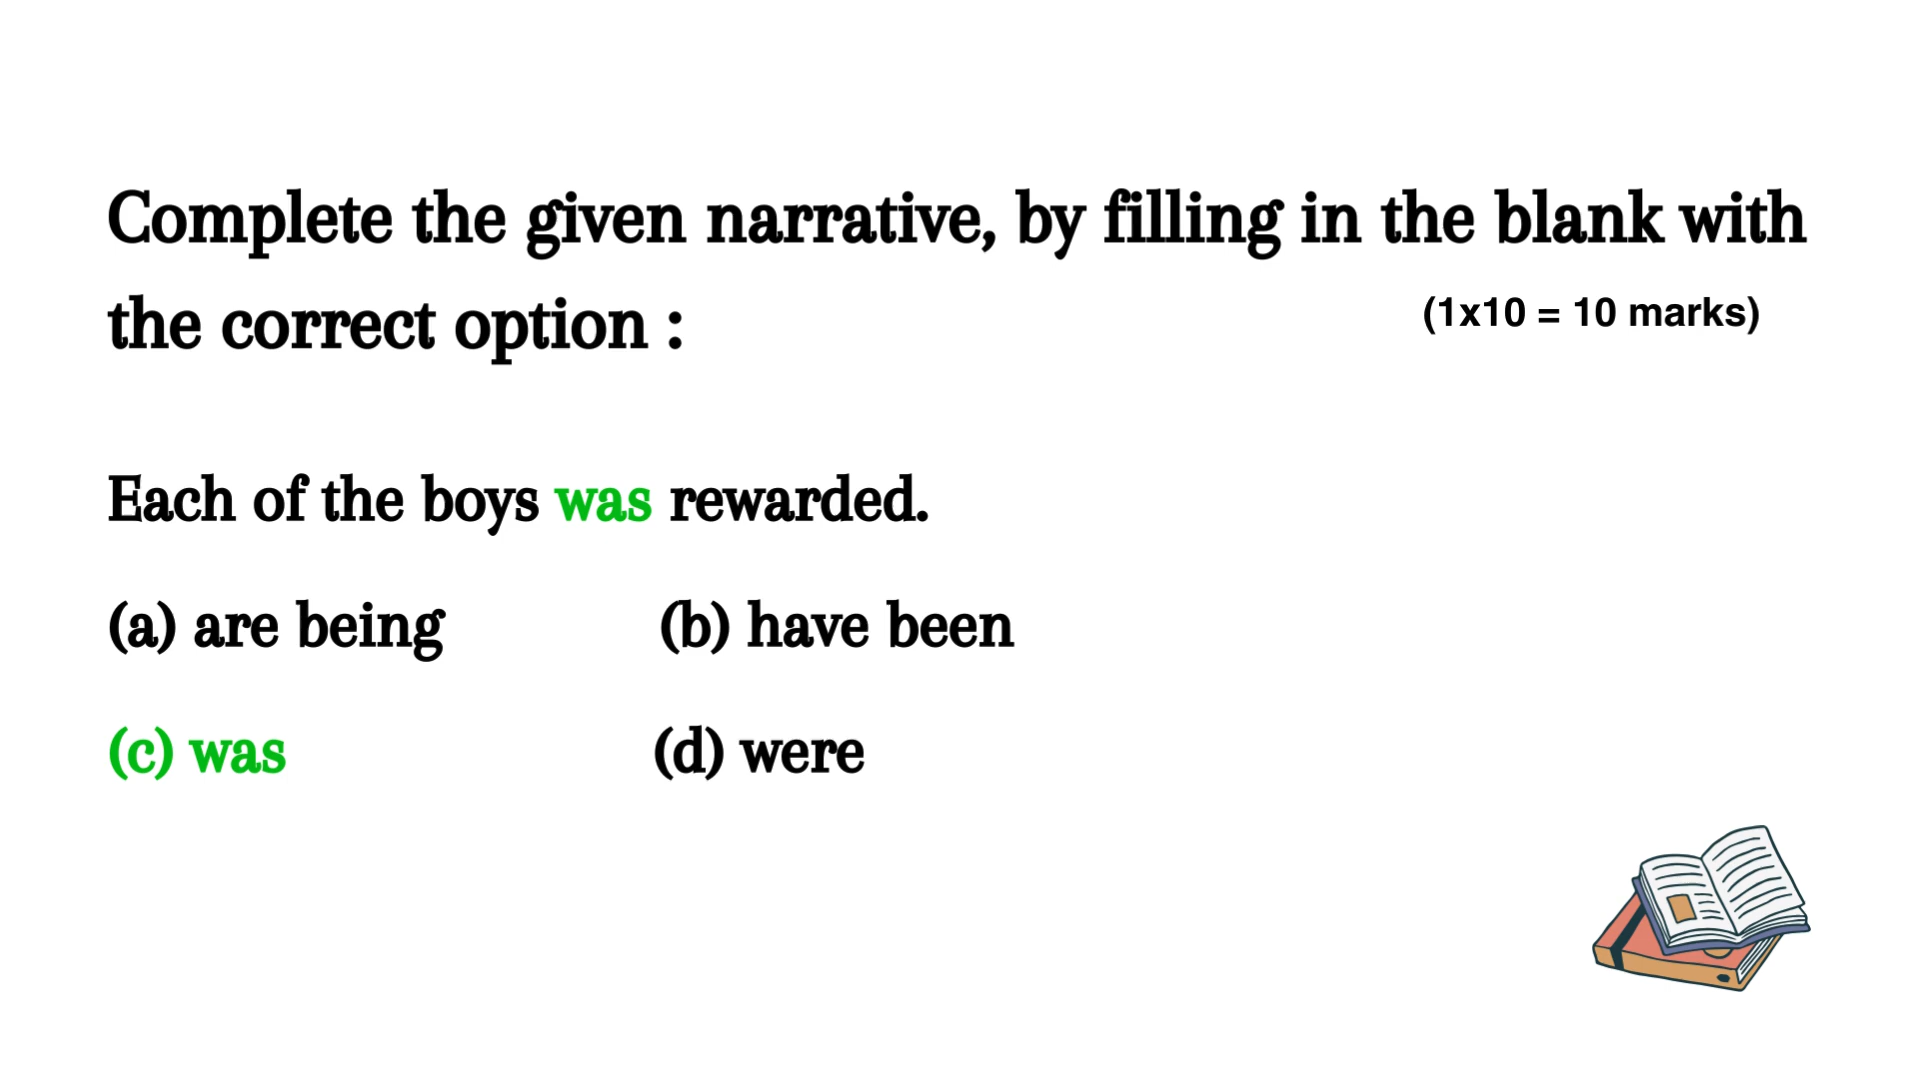 Complete the given narrative, by filling in the blank with
the correct option :
(1x10 = 10 marks)
Each of the boys was rewarded.
(a) are being (b) have been
(c) was (d) were